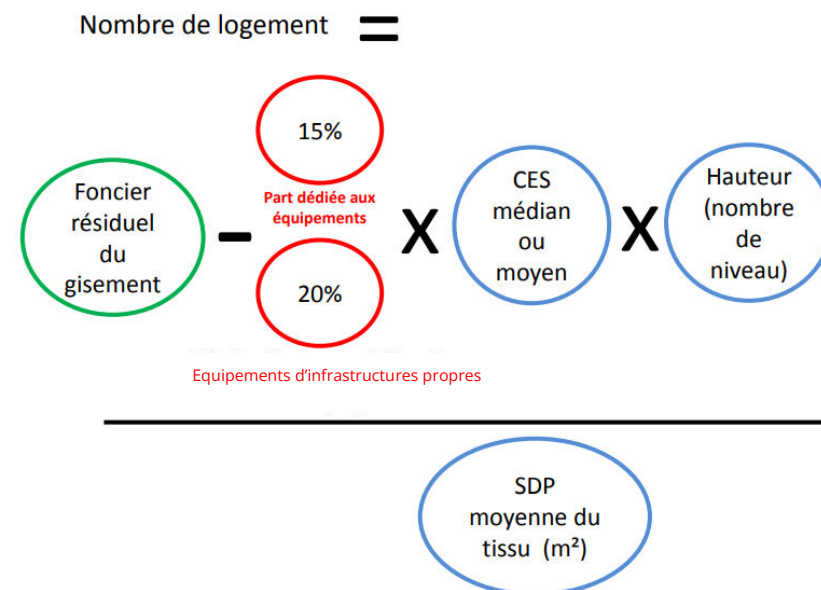 Nombre de logement =
15%
Foncier
résiduel
du
gisement
-
Part dédiée aux
équipements
20%
X
CES
médian
ou
moyen
X
Hauteur
(nombre
de
niveau)
Equipements d’infrastructures propres
SDP
moyenne du
tissu (m²)